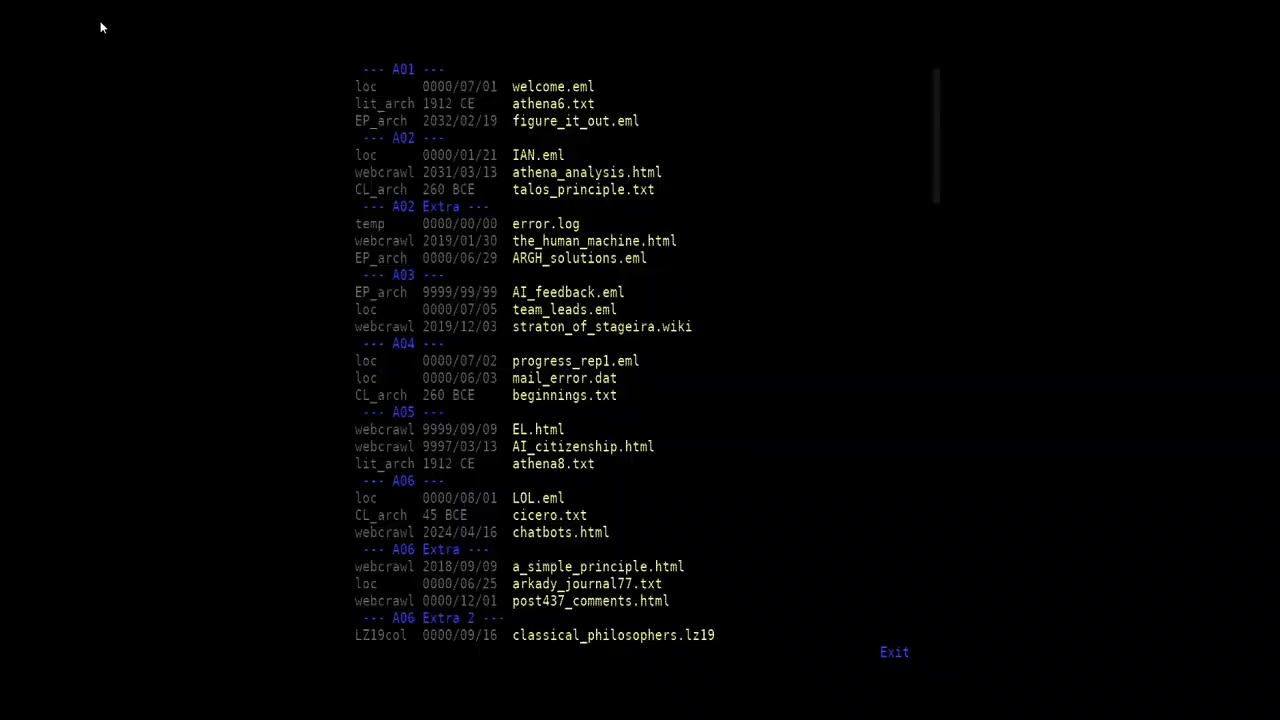 --- A01 ---
loc 0000/07/01 welcome.eml
lit_arch 1912 CE athena6.txt
EP_arch 2032/02/19 figure_it_out.eml
--- A02 ---
loc 0000/01/21 IAN.eml
webcrawl 2031/03/13 athena_analysis.html
CL_arch 260 BCE talos_principle.txt
--- A02 Extra ---
temp 0000/00/00 error.log
webcrawl 2019/01/30 the_human_machine.html
EP_arch 0000/06/29 ARGH_solutions.eml
--- A03 ---
EP_arch 9999/99/99 AI_feedback.eml
loc 0000/07/05 team_leads.eml
webcrawl 2019/12/03 straton_of_stageira.wiki
--- A04 ---
loc 0000/07/02 progress_rep1.eml
loc 0000/06/03 mail_error.dat
CL_arch 260 BCE beginnings.txt
--- A05 ---
webcrawl 9999/09/09 EL.html
webcrawl 9997/03/13 AI_citizenship.html
lit_arch 1912 CE athena8.txt
--- A06 ---
loc 0000/08/01 LOL.eml
CL_arch 45 BCE cicero.txt
webcrawl 2024/04/16 chatbots.html
--- A06 Extra ---
webcrawl 2018/09/09 a_simple_principle.html
loc 0000/06/25 arkady_journal77.txt
webcrawl 0000/12/01 post437_comments.html
--- A06 Extra 2 ---
LZ19col 0000/09/16 classical_philosophers.lz19
Exit